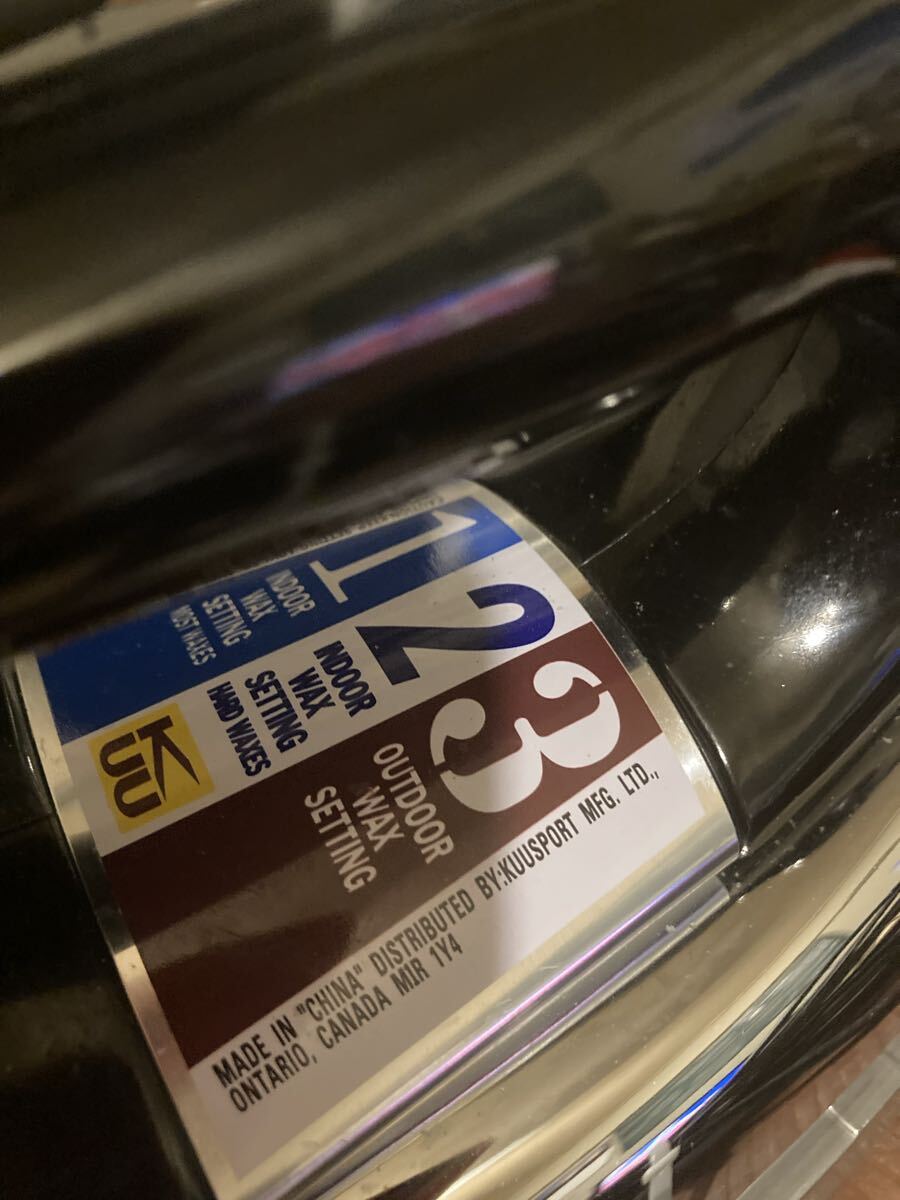 1
INDOOR
WAX
SETTING
MOST WAXES
2
INDOOR
WAX
SETTING
HARD WAXES
KUU
3
OUTDOOR
WAX
SETTING
MADE IN "CHINA" DISTRIBUTED BY:KUUSPORT MFG. LTD.,
ONTARIO, CANADA MIR 1Y4